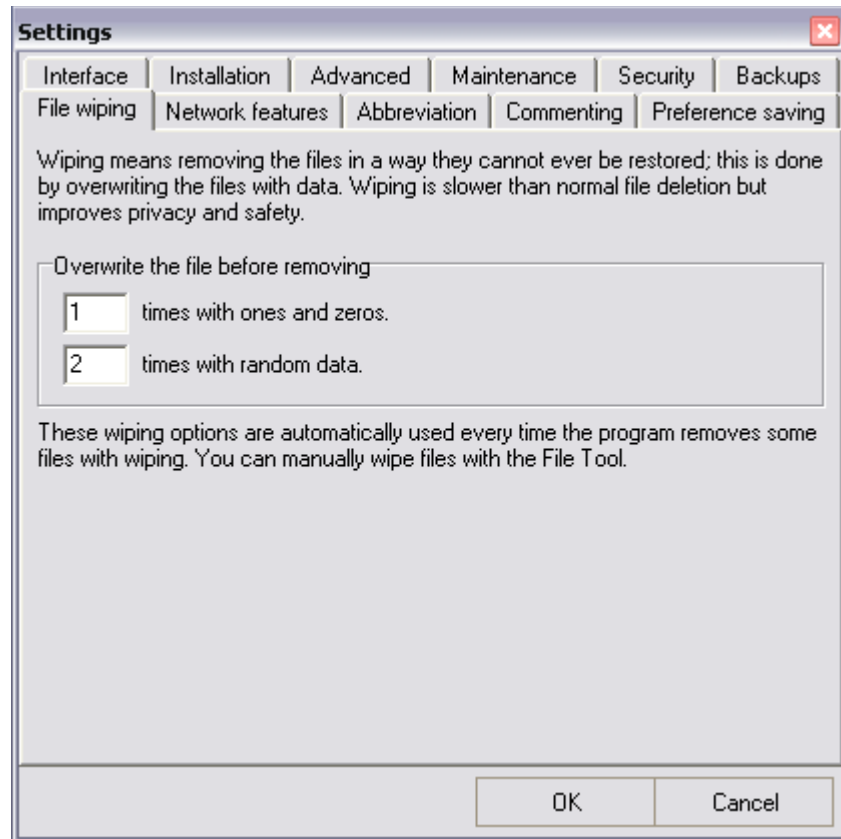 Settings
Interface Installation Advanced Maintenance Security Backups
File wiping Network features Abbreviation Commenting Preference saving
Wiping means removing the files in a way they cannot ever be restored; this is done
by overwriting the files with data. Wiping is slower than normal file deletion but
improves privacy and safety.
Overwrite the file before removing
1 times with ones and zeros.
2 times with random data.
These wiping options are automatically used every time the program removes some
files with wiping. You can manually wipe files with the File Tool.
OK Cancel